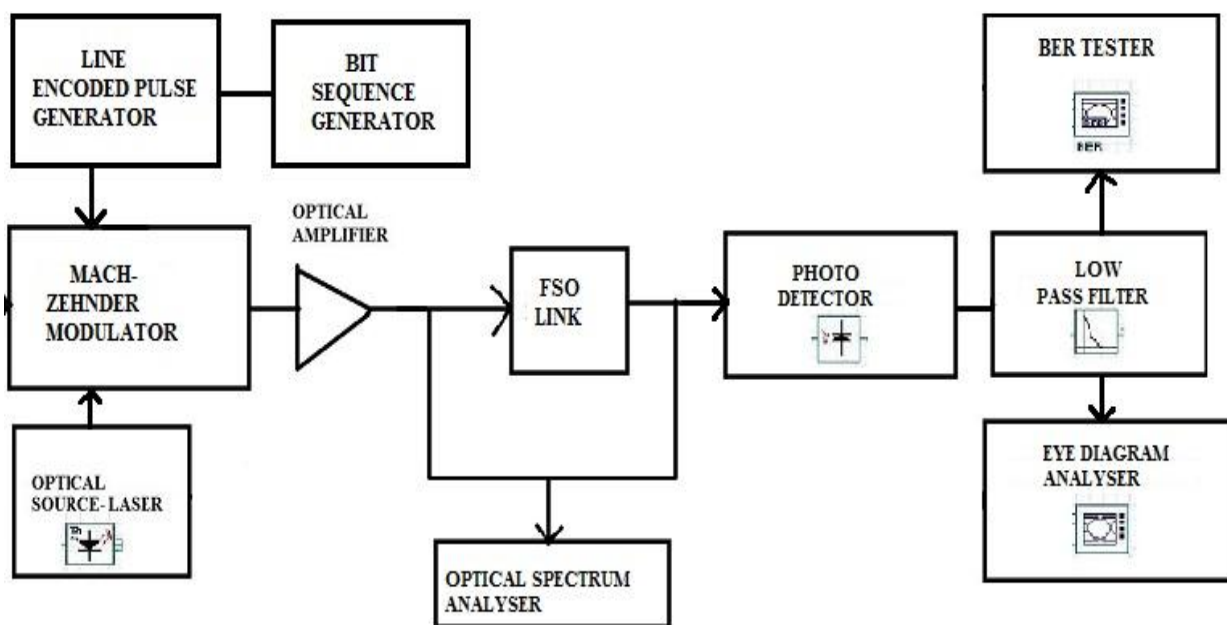 LINE
ENCODED PULSE
GENERATOR
BIT
SEQUENCE
GENERATOR
BER TESTER
BER
OPTICAL
AMPLIFIER
MACH-
ZEHNDER
MODULATOR
FSO
LINK
PHOTO
DETECTOR
LOW
PASS FILTER
OPTICAL
SOURCE- LASER
EYE DIAGRAM
ANALYSER
OPTICAL SPECTRUM
ANALYSER